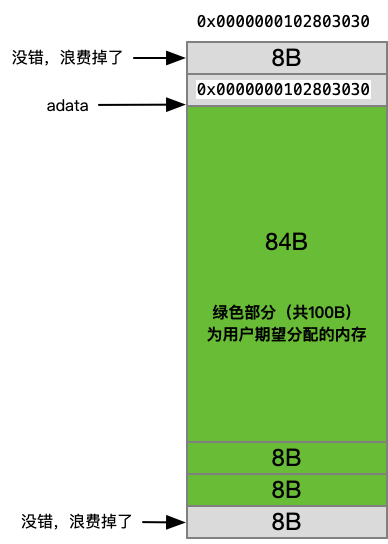 0x0000000102803030
没错，浪费掉了
8B
0x0000000102803030
adata
84B
绿色部分（共100B）
为用户期望分配的内存
8B
8B
没错，浪费掉了
8B